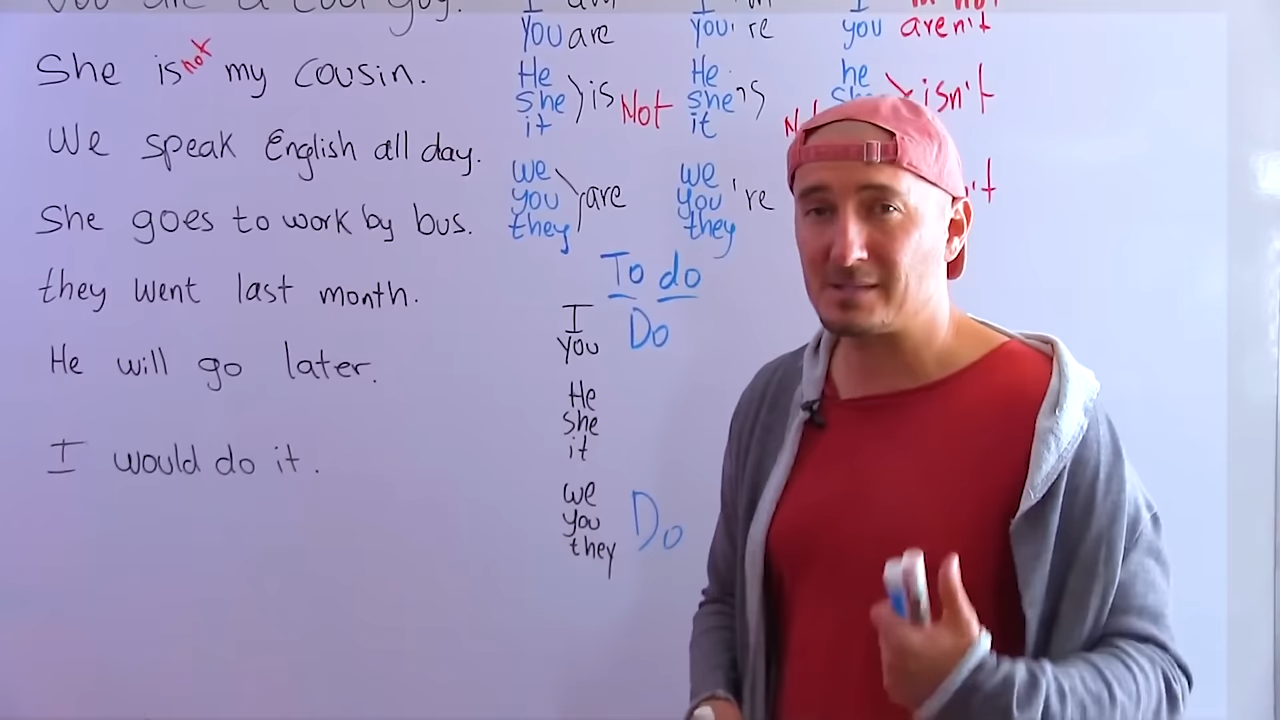 She is not my cousin.
We speak English all day.
She goes to work by bus.
they went last month.
He will go later.
I would do it.
You are
He
she
it
is Not
we
you
they
are
You're
He
she
it
's
we
you
they
're
you aren't
he
isn't
To do
I
you
Do
He
she
it
we
you
they
Do